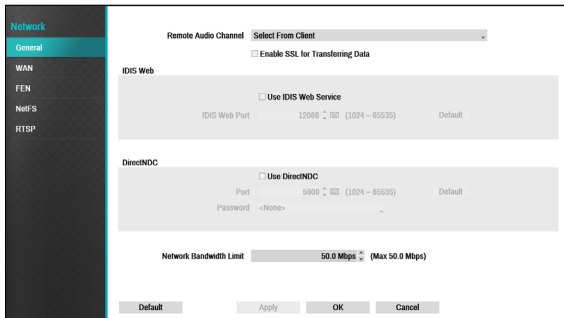 Network
General
WAN
FEN
NetFS
RTSP
Remote Audio Channel Select From Client
Enable SSL for Transferring Data
IDIS Web
Use IDIS Web Service
IDIS Web Port 12088 (1024 ~ 65535) Default
DirectNDC
Use DirectNDC
Port 5900 (1024 ~ 65535) Default
Password <None>
Network Bandwidth Limit 50.0 Mbps (Max 50.0 Mbps)
Default Apply OK Cancel